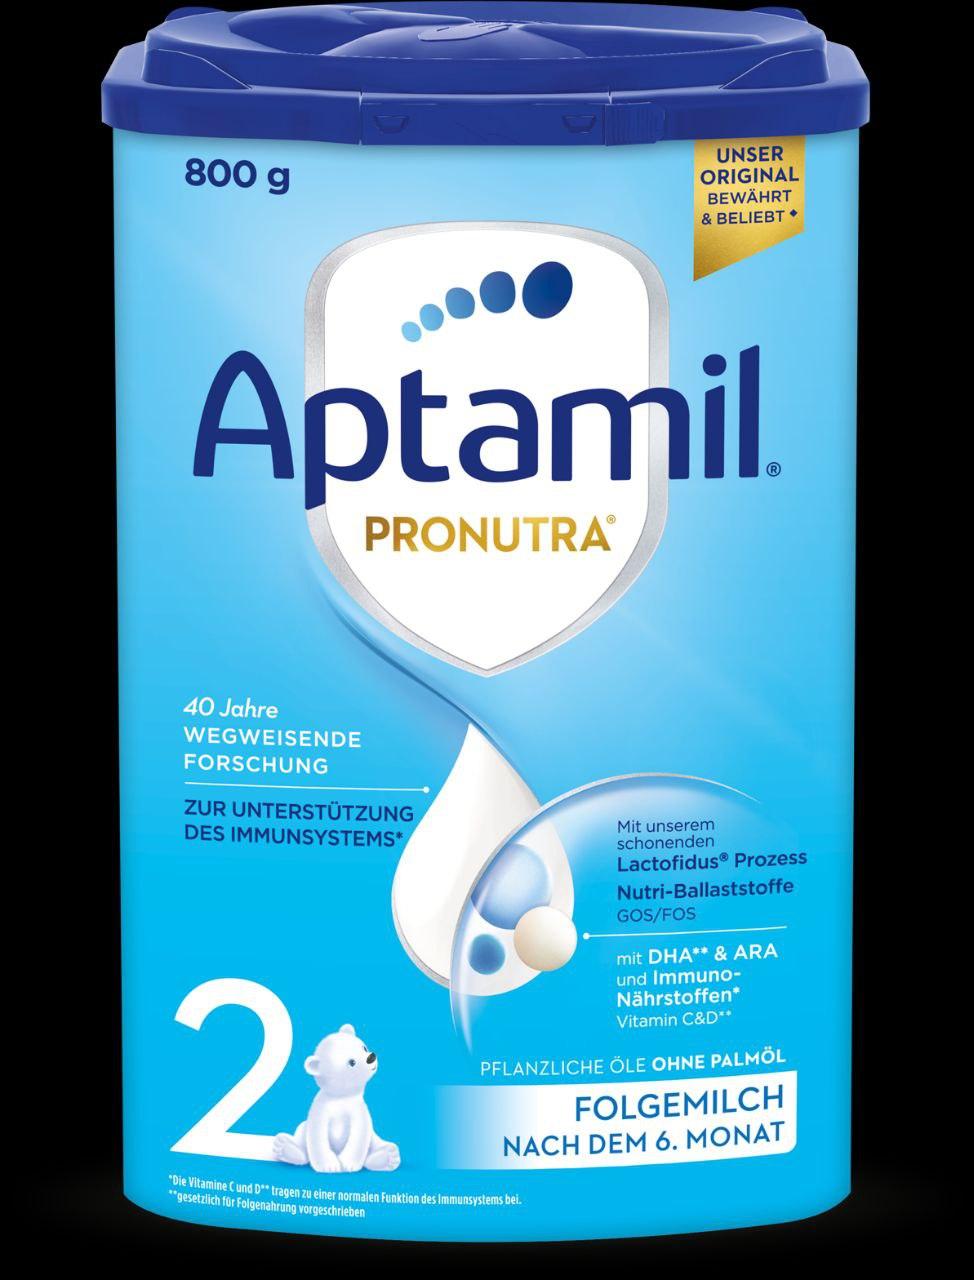 800 g
UNSER
ORIGINAL
BEWÄHRT
& BELIEBT ◆
Aptamil®
PRONUTRA®
40 Jahre
WEGWEISENDE
FORSCHUNG
ZUR UNTERSTÜTZUNG
DES IMMUNSYSTEMS*
Mit unserem
schonenden
Lactofidus® Prozess
Nutri-Ballaststoffe
GOS/FOS
mit DHA** & ARA
und Immuno-
Nährstoffen*
Vitamin C&D**
2
PFLANZLICHE ÖLE OHNE PALMÖL
FOLGEMILCH
NACH DEM 6. MONAT
*Die Vitamine C und D** tragen zu einer normalen Funktion des Immunsystems bei.
**gesetzlich für Folgenahrung vorgeschrieben